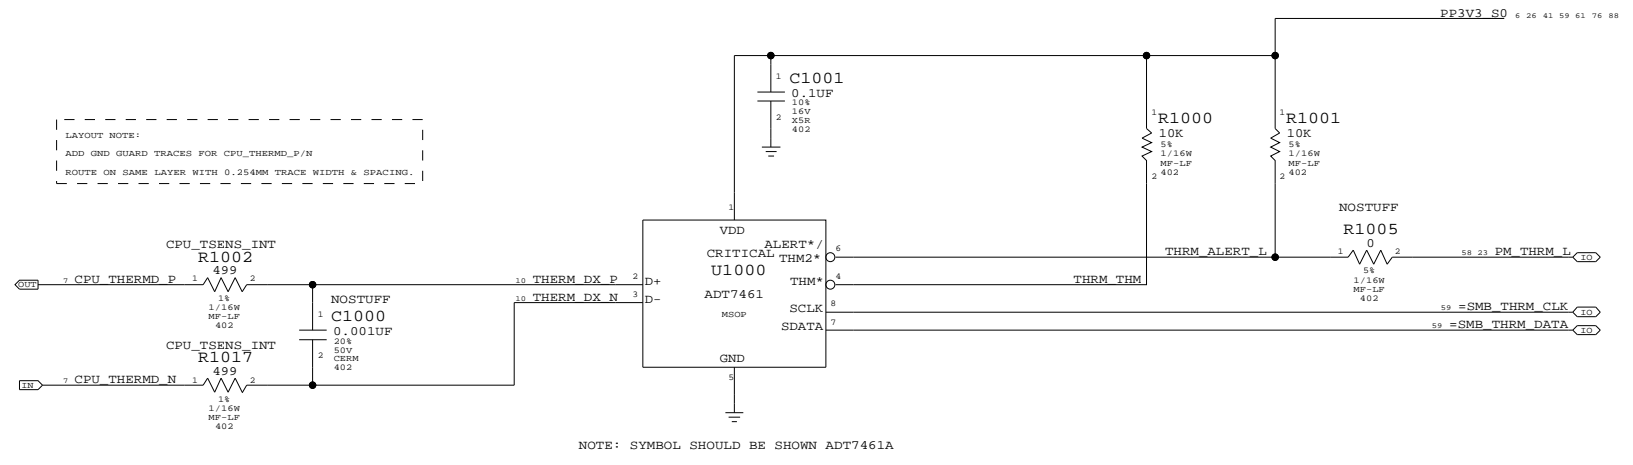 PP3V3_S0 6 26 41 59 61 76 88
1 C1001
0.1UF
10%
16V
2 X5R
402
1 R1000
10K
5%
1/16W
MF-LF
2 402
1 R1001
10K
5%
1/16W
MF-LF
2 402
LAYOUT NOTE:
ADD GND GUARD TRACES FOR CPU_THERMD_P/N
ROUTE ON SAME LAYER WITH 0.254MM TRACE WIDTH & SPACING.
1
VDD
CRITICAL
U1000
ADT7461
MSOP
ALERT*/
THM2*
6
THM*
4
SCLK
8
SDATA
7
2 D+
3 D-
GND
5
NOSTUFF
R1005
0
1 2
5%
1/16W
MF-LF
402
THRM_ALERT_L
58 23 PM_THRM_L IO
THRM_THM
59 =SMB_THRM_CLK IO
59 =SMB_THRM_DATA IO
CPU_TSENS_INT
R1002
499
OUT 7 CPU_THERMD_P 1 2
1%
1/16W
MF-LF
402
10 THERM_DX_P
10 THERM_DX_N
NOSTUFF
1 C1000
0.001UF
20%
50V
2 CERM
402
CPU_TSENS_INT
R1017
499
IN 7 CPU_THERMD_N 1 2
1%
1/16W
MF-LF
402
NOTE: SYMBOL SHOULD BE SHOWN ADT7461A